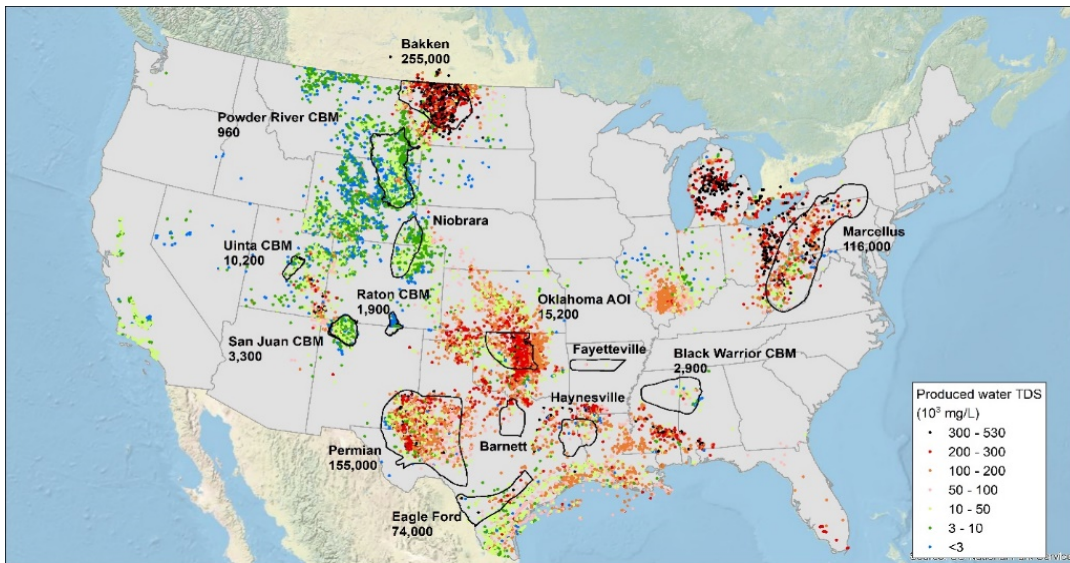 Bakken
255,000
Powder River CBM
960
Niobrara
Marcellus
116,000
Uinta CBM
10,200
Raton CBM
1,900
Oklahoma AOI
15,200
San Juan CBM
3,300
Fayetteville
Black Warrior CBM
2,900
Haynesville
Barnett
Permian
155,000
Eagle Ford
74,000
Produced water TDS
(10³ mg/L)
300 - 530
200 - 300
100 - 200
50 - 100
10 - 50
3 - 10
<3